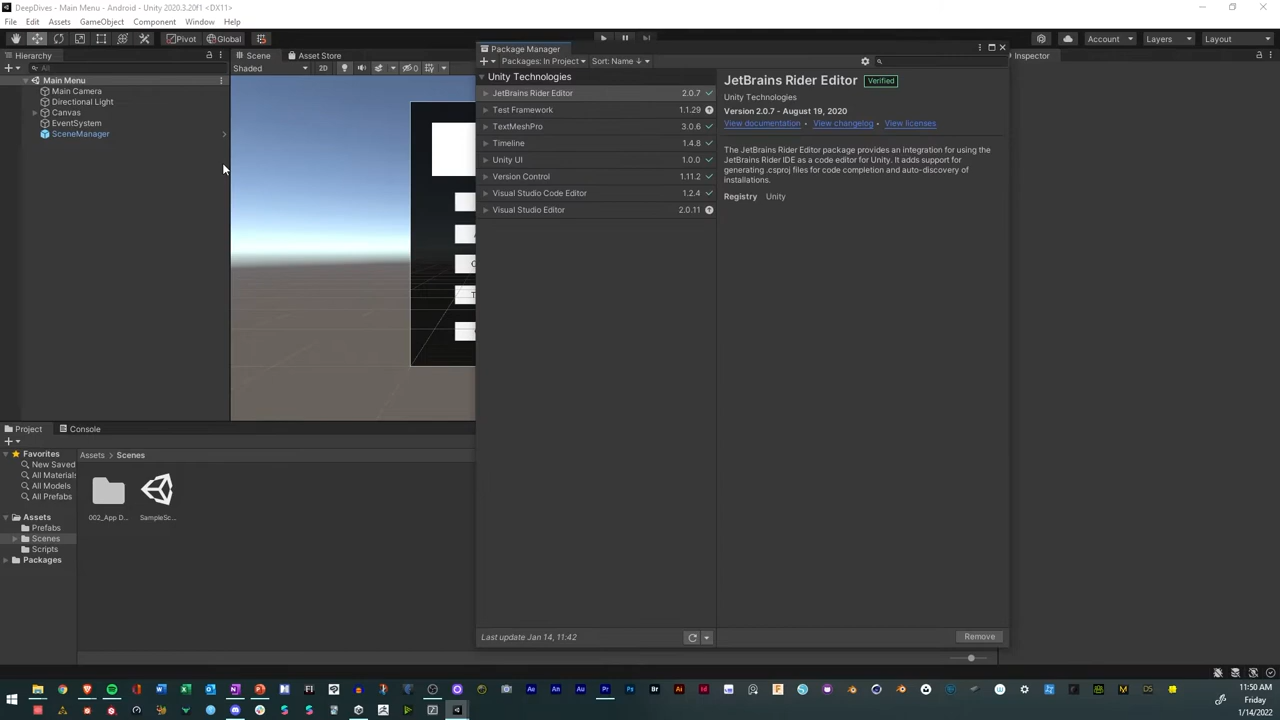 DeepDives - Main Menu - Android - Unity 2020.3.20f1 <DX11>
File Edit Assets GameObject Component Window Help
Pivot Global Account Layers Layout
Hierarchy Scene Asset Store Package Manager Inspector
All Shaded 2D 0 Packages: In Project Sort: Name ↓
Main Menu
Main Camera
Directional Light
Canvas
EventSystem
SceneManager
Unity Technologies
JetBrains Rider Editor 2.0.7
Test Framework 1.1.29
TextMeshPro 3.0.6
Timeline 1.4.8
Unity UI 1.0.0
Version Control 1.11.2
Visual Studio Code Editor 1.2.4
Visual Studio Editor 2.0.11
JetBrains Rider Editor Verified
Unity Technologies
Version 2.0.7 - August 19, 2020
View documentation • View changelog • View licenses
The JetBrains Rider Editor package provides an integration for using the
JetBrains Rider IDE as a code editor for Unity. It adds support for
generating .csproj files for code completion and auto-discovery of
installations.
Registry Unity
Last update Jan 14, 11:42
Remove
Project Console
Favorites
New Saved
All Materials
All Models
All Prefabs
Assets
Prefabs
Scenes
Scripts
Packages
Assets > Scenes
002_App D... SampleSc...
11:50 AM
Friday
1/14/2022